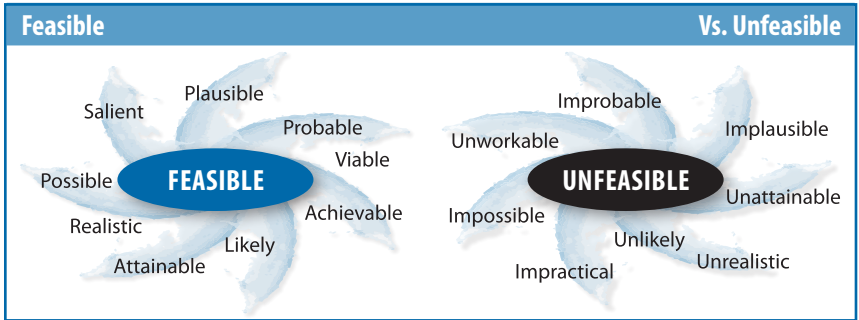 Feasible
Vs. Unfeasible
Plausible
Salient
Probable
Viable
Possible
FEASIBLE
Achievable
Realistic
Likely
Attainable
Improbable
Implausible
Unworkable
UNFEASIBLE
Unattainable
Impossible
Unlikely
Unrealistic
Impractical